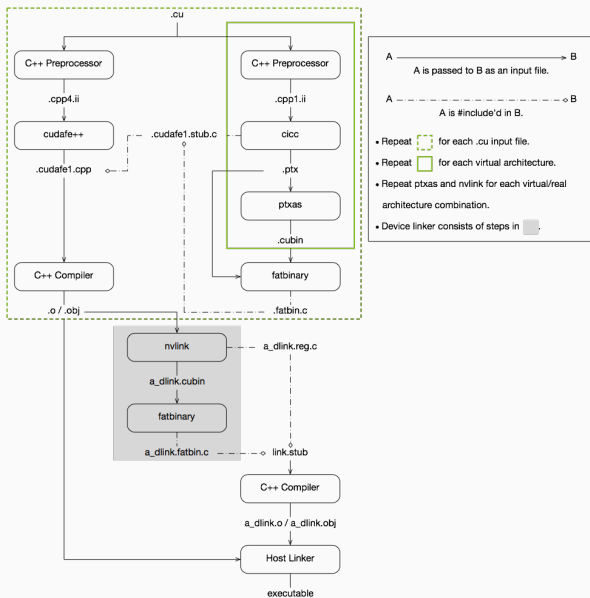 .cu
C++ Preprocessor
C++ Preprocessor
.cpp4.ii
.cpp1.ii
cudafe++
.cudafe1.stub.c
cicc
.cudafe1.cpp
.ptx
ptxas
.cubin
C++ Compiler
fatbinary
.o / .obj
.fatbin.c
nvlink
a_dlink.reg.c
a_dlink.cubin
fatbinary
a_dlink.fatbin.c
link.stub
C++ Compiler
a_dlink.o / a_dlink.obj
Host Linker
executable
A B
A is passed to B as an input file.
A B
A is #include'd in B.
• Repeat for each .cu input file.
• Repeat for each virtual architecture.
• Repeat ptxas and nvlink for each virtual/real
architecture combination.
• Device linker consists of steps in .